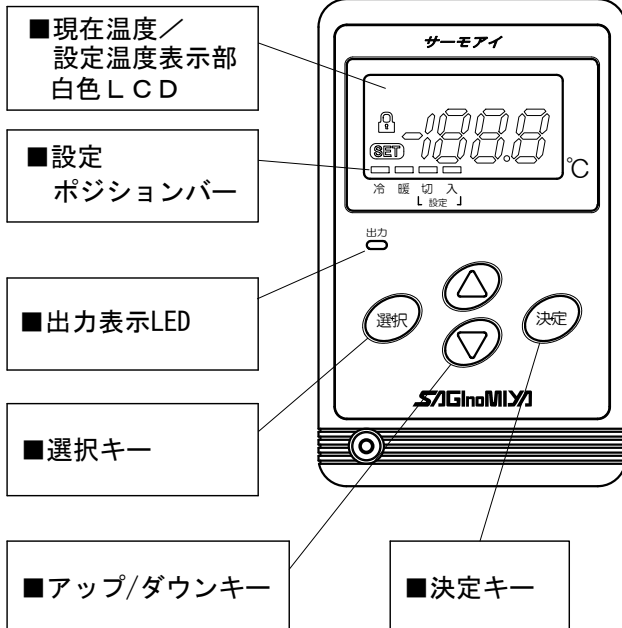 ■現在温度／
設定温度表示部
白色ＬＣＤ
■設定
ポジションバー
■出力表示LED
■選択キー
■アップ/ダウンキー
■決定キー
サーモアイ
SET
-188.8
℃
冷 暖 切 入
設定
出力
選択
決定
SAGInoMIYA